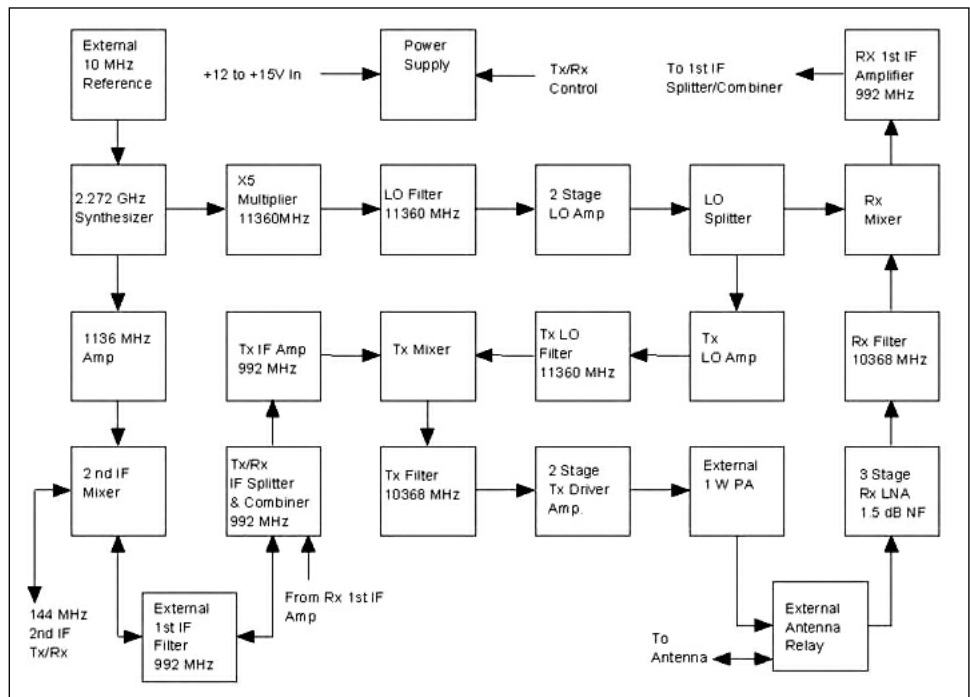 External
10 MHz
Reference
+12 to +15V In
Power
Supply
Tx/Rx
Control
To 1st IF
Splitter/Combiner
RX 1st IF
Amplifier
992 MHz
2.272 GHz
Synthesizer
X5
Multiplier
11360MHz
LO Filter
11360 MHz
2 Stage
LO Amp
LO
Splitter
Rx
Mixer
1136 MHz
Amp
Tx IF Amp
992 MHz
Tx Mixer
Tx LO
Filter
11360 MHz
Tx
LO Amp
Rx Filter
10368 MHz
2 nd IF
Mixer
Tx/Rx
IF Splitter
& Combiner
992 MHz
Tx Filter
10368 MHz
2 Stage
Tx Driver
Amp.
External
1 W PA
3 Stage
Rx LNA
1.5 dB NF
144 MHz
2nd IF
Tx/Rx
External
1st IF
Filter
992 MHz
From Rx 1st IF
Amp
To
Antenna
External
Antenna
Relay